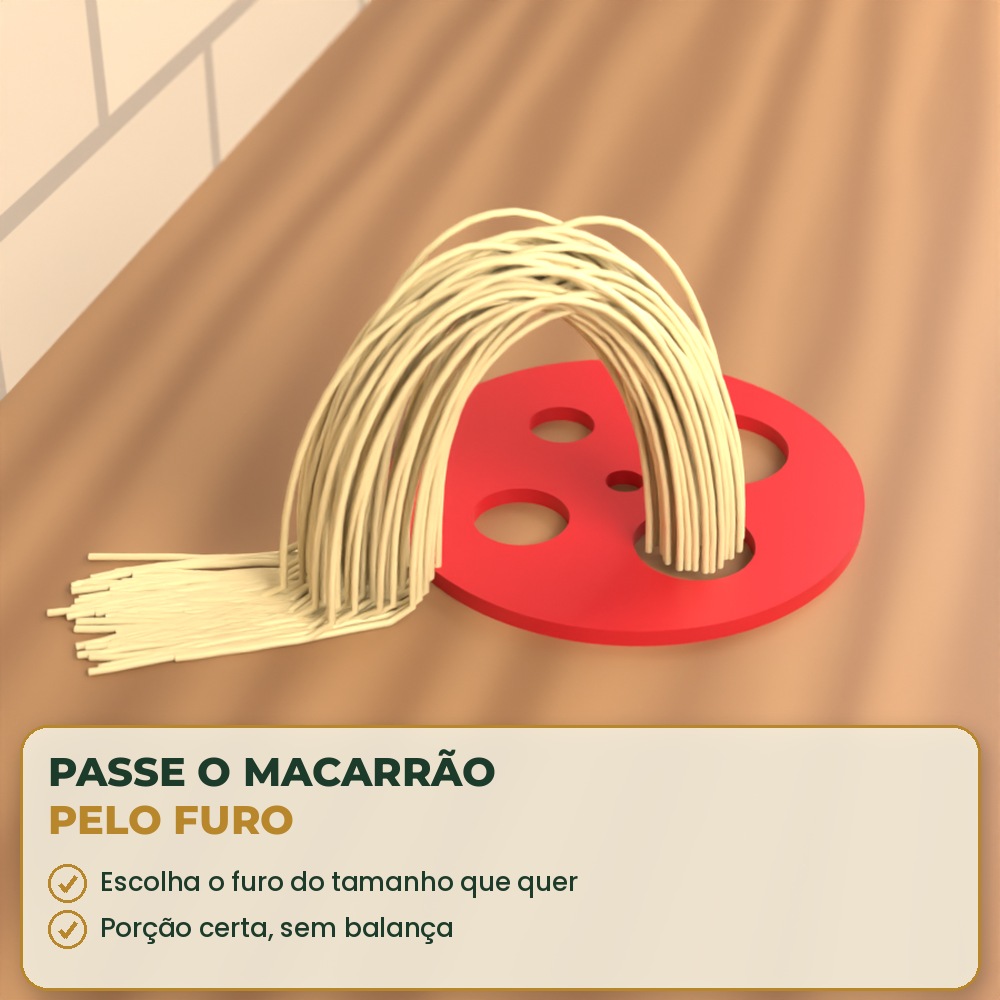 PASSE O MACARRÃO
PELO FURO
Escolha o furo do tamanho que quer
Porção certa, sem balança